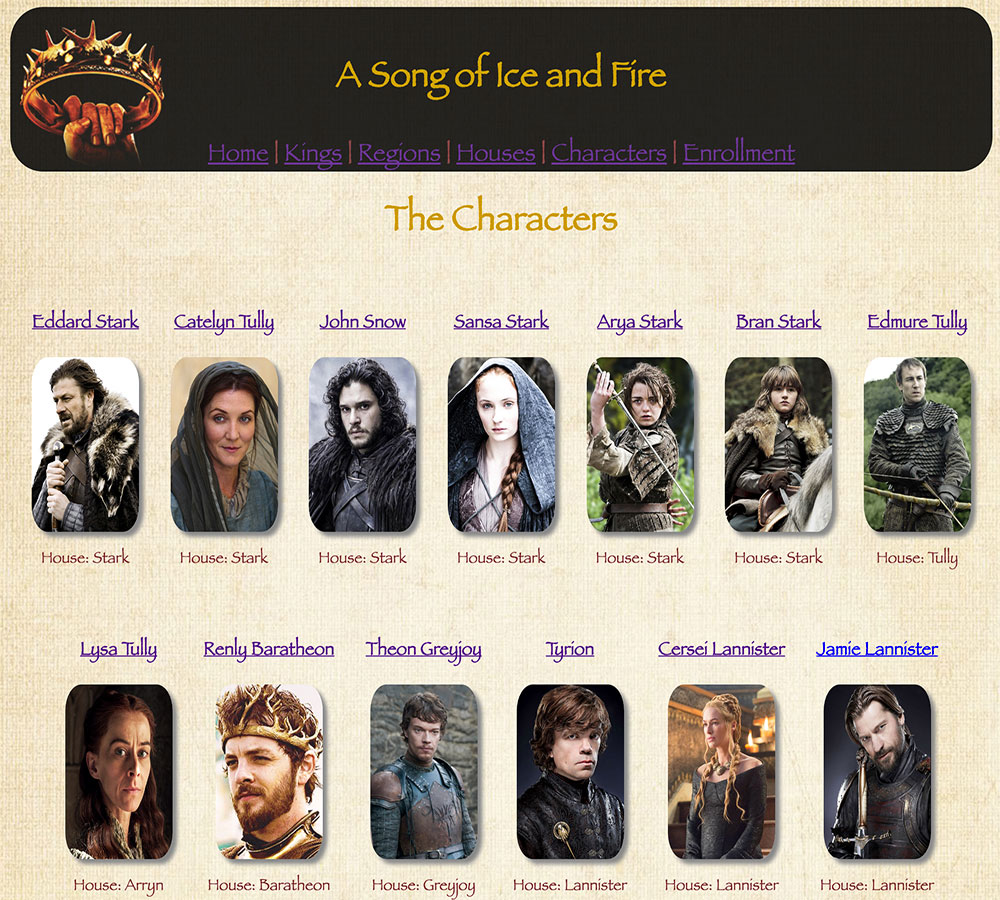 A Song of Ice and Fire
Home | Kings | Regions | Houses | Characters | Enrollment
The Characters
Eddard Stark Catelyn Tully John Snow Sansa Stark Arya Stark Bran Stark Edmure Tully
House: Stark House: Stark House: Stark House: Stark House: Stark House: Stark House: Tully
Lysa Tully Renly Baratheon Theon Greyjoy Tyrion Cersei Lannister Jamie Lannister
House: Arryn House: Baratheon House: Greyjoy House: Lannister House: Lannister House: Lannister